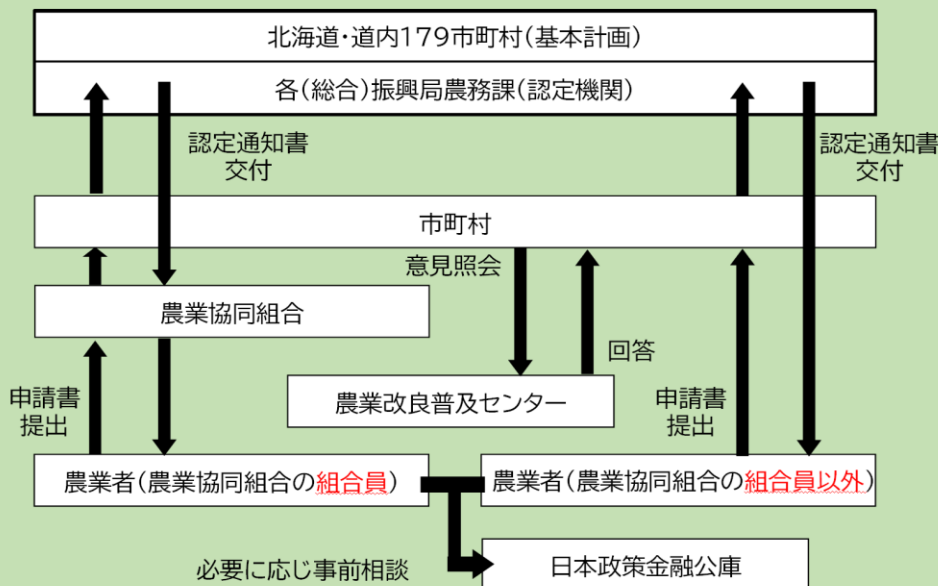 北海道・道内179市町村(基本計画)
各(総合)振興局農務課(認定機関)
認定通知書
交付
認定通知書
交付
市町村
意見照会
農業協同組合
回答
農業改良普及センター
申請書
提出
申請書
提出
農業者(農業協同組合の組合員)
農業者(農業協同組合の組合員以外)
必要に応じ事前相談
日本政策金融公庫